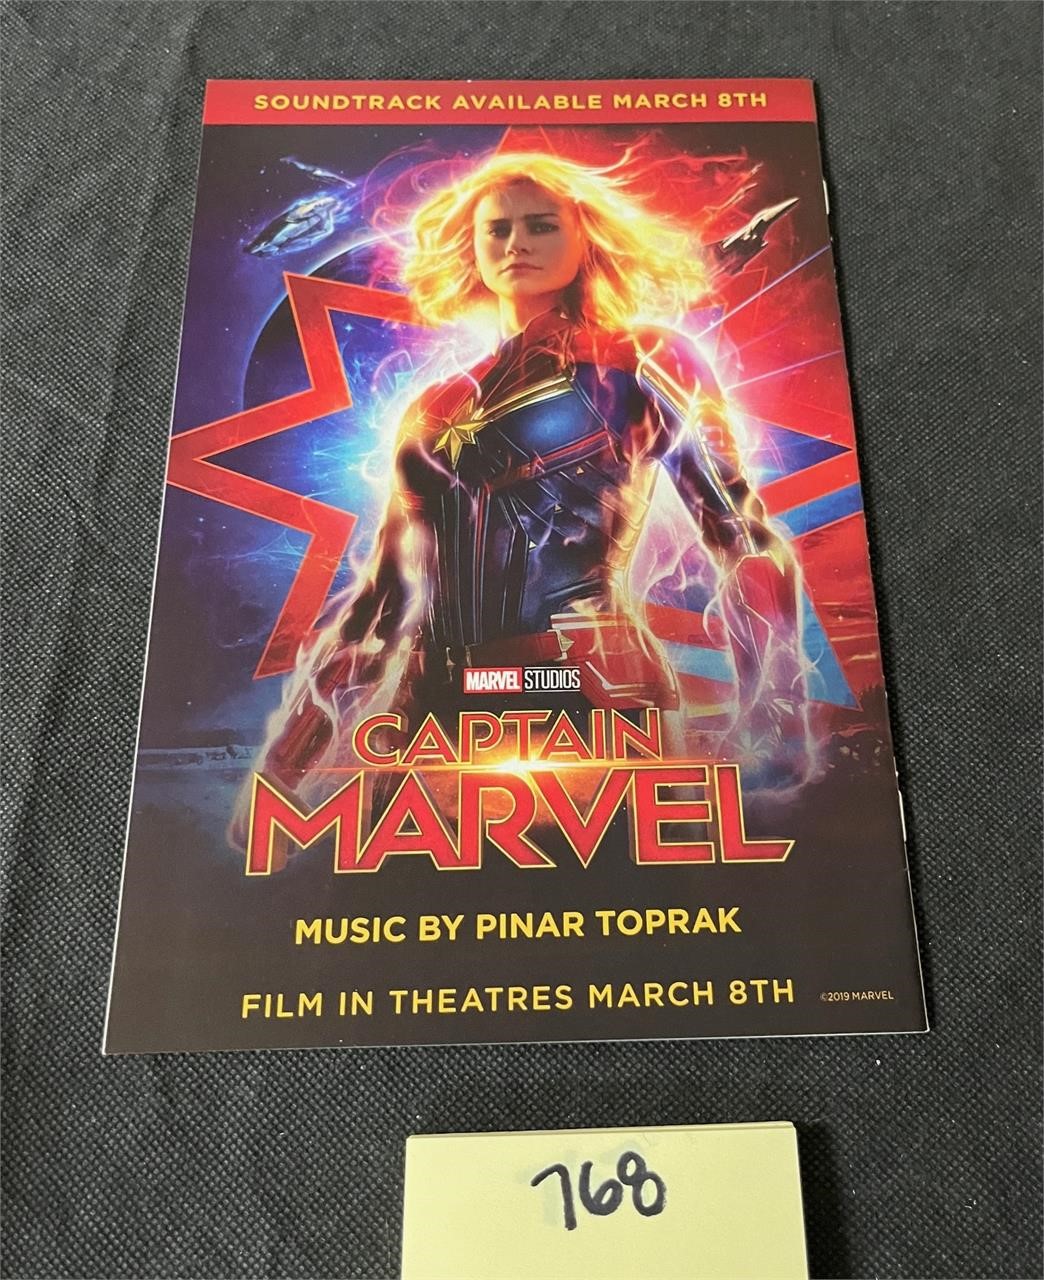 SOUNDTRACK AVAILABLE MARCH 8TH
MARVEL STUDIOS
CAPTAIN
MARVEL
MUSIC BY PINAR TOPRAK
FILM IN THEATRES MARCH 8TH
©2019 MARVEL
768